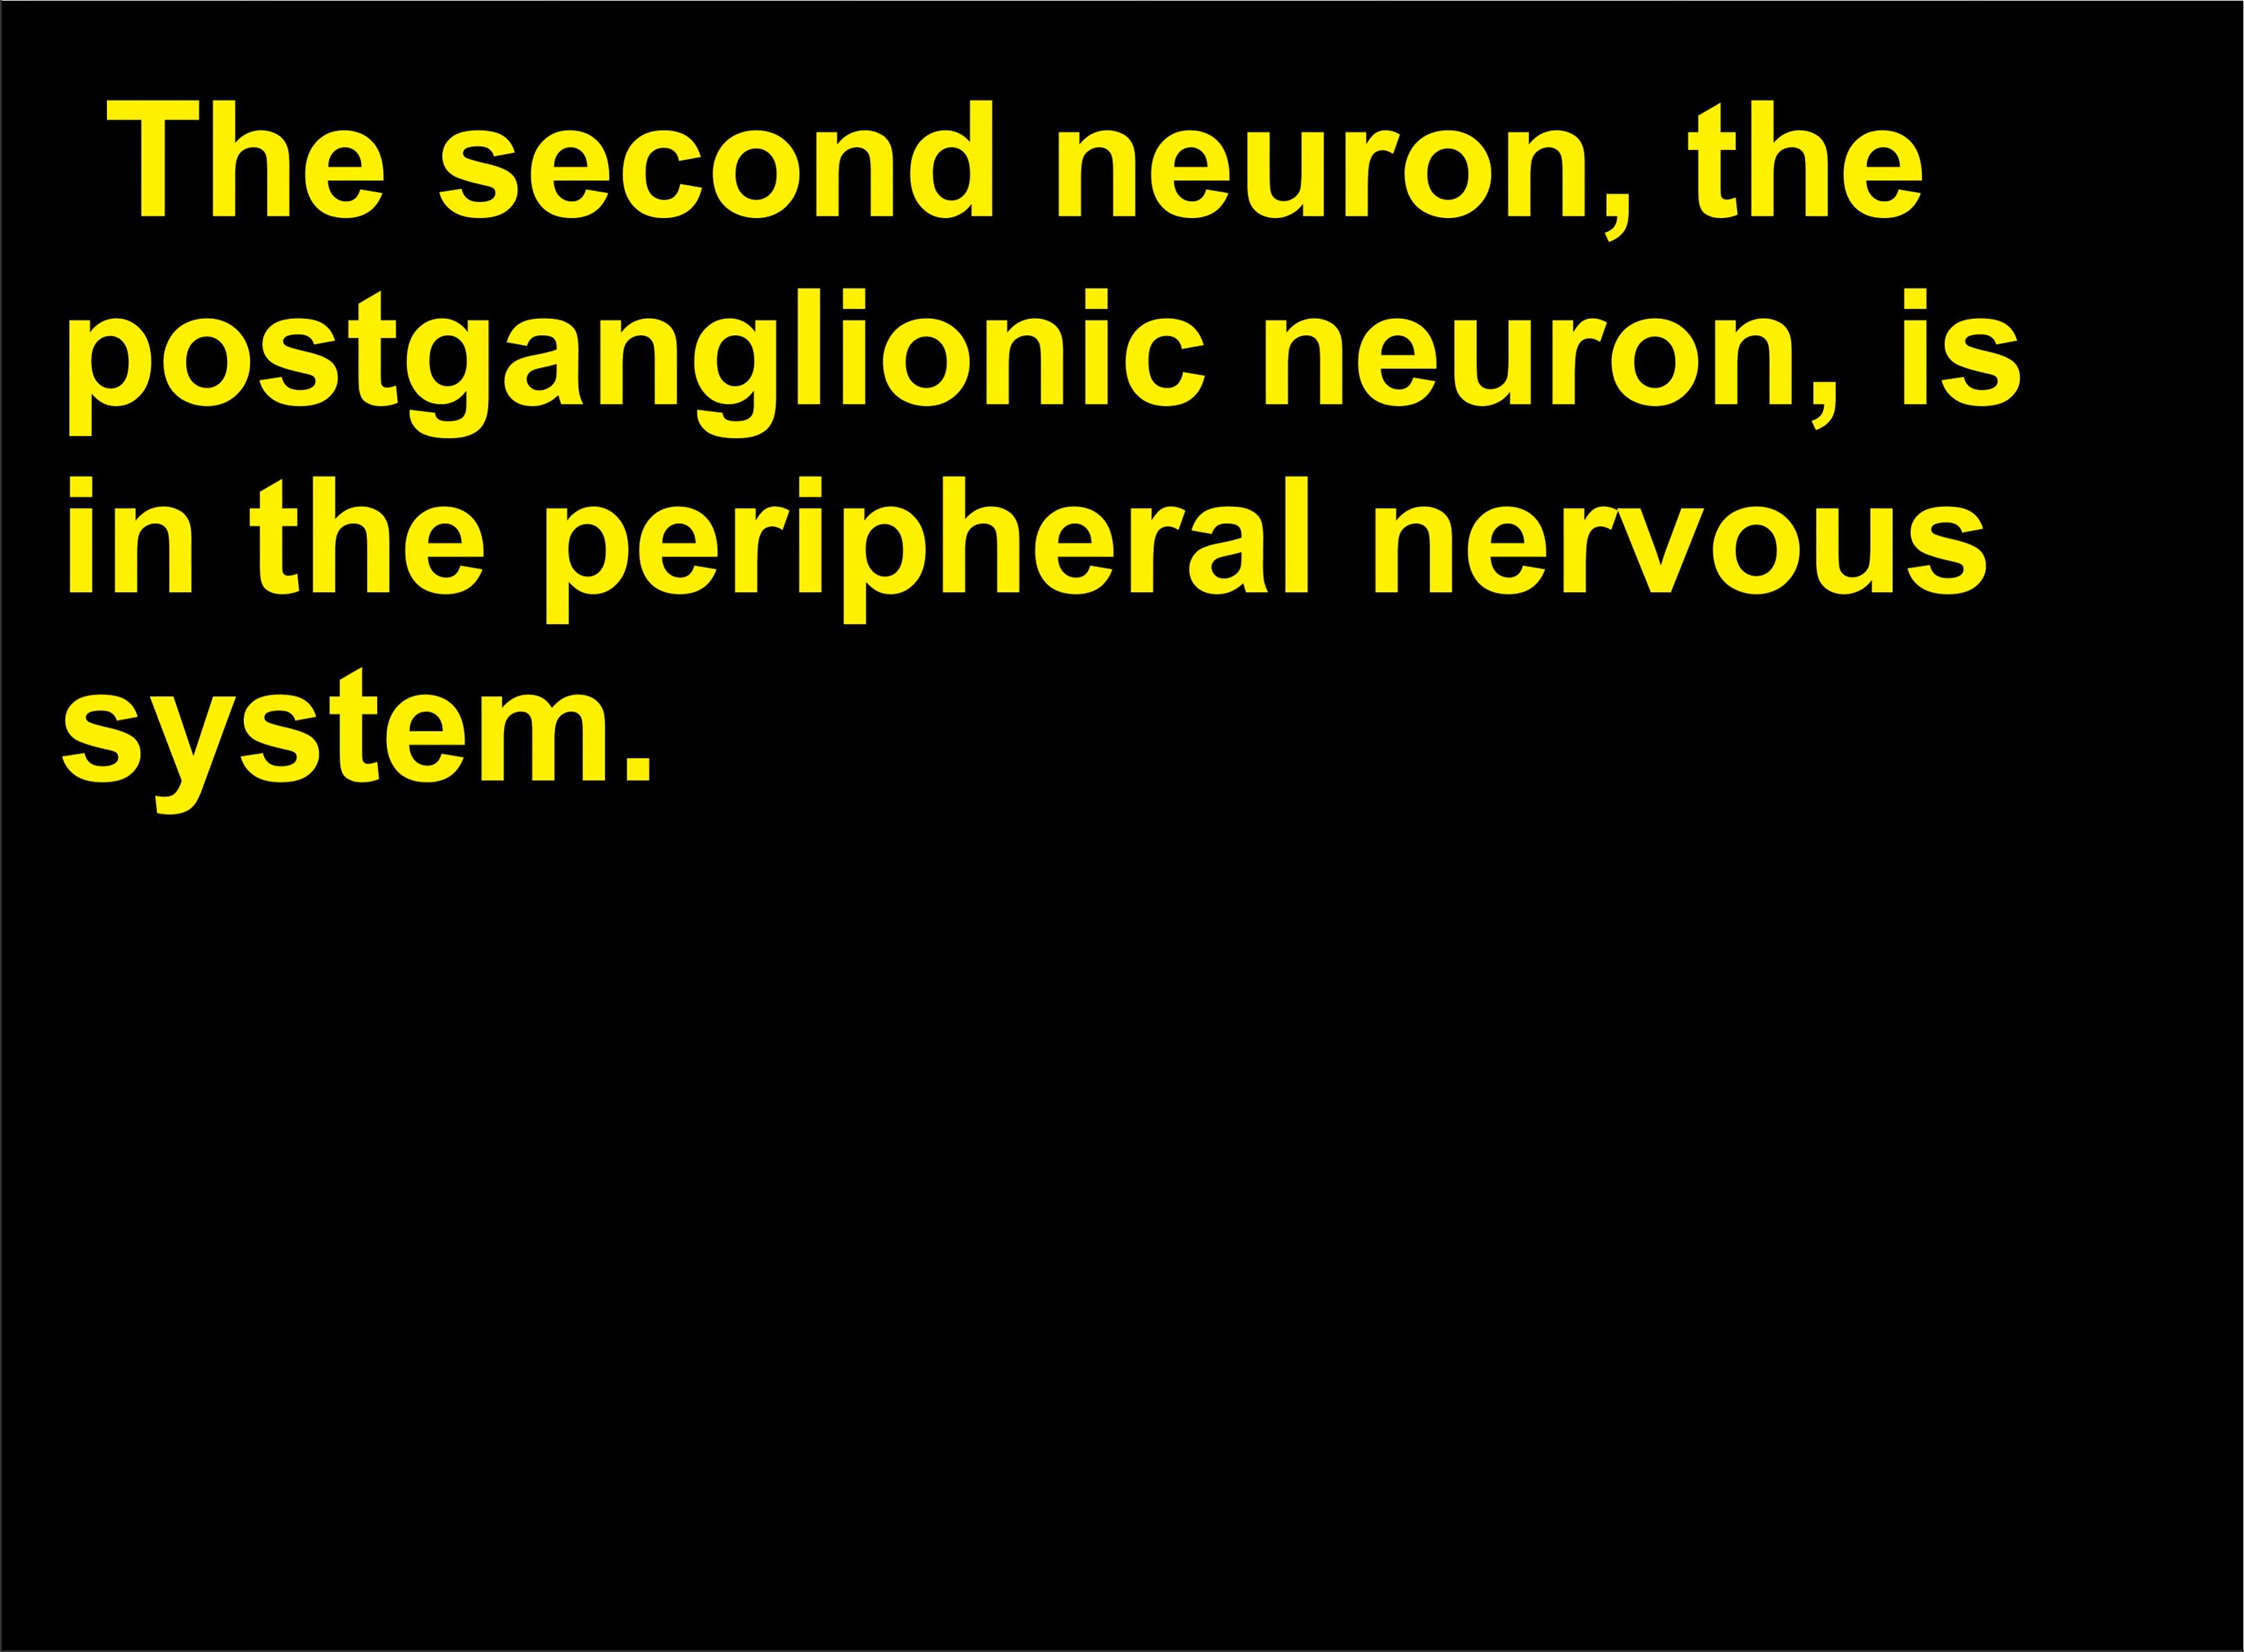 The second neuron, the
postganglionic neuron, is
in the peripheral nervous
system.